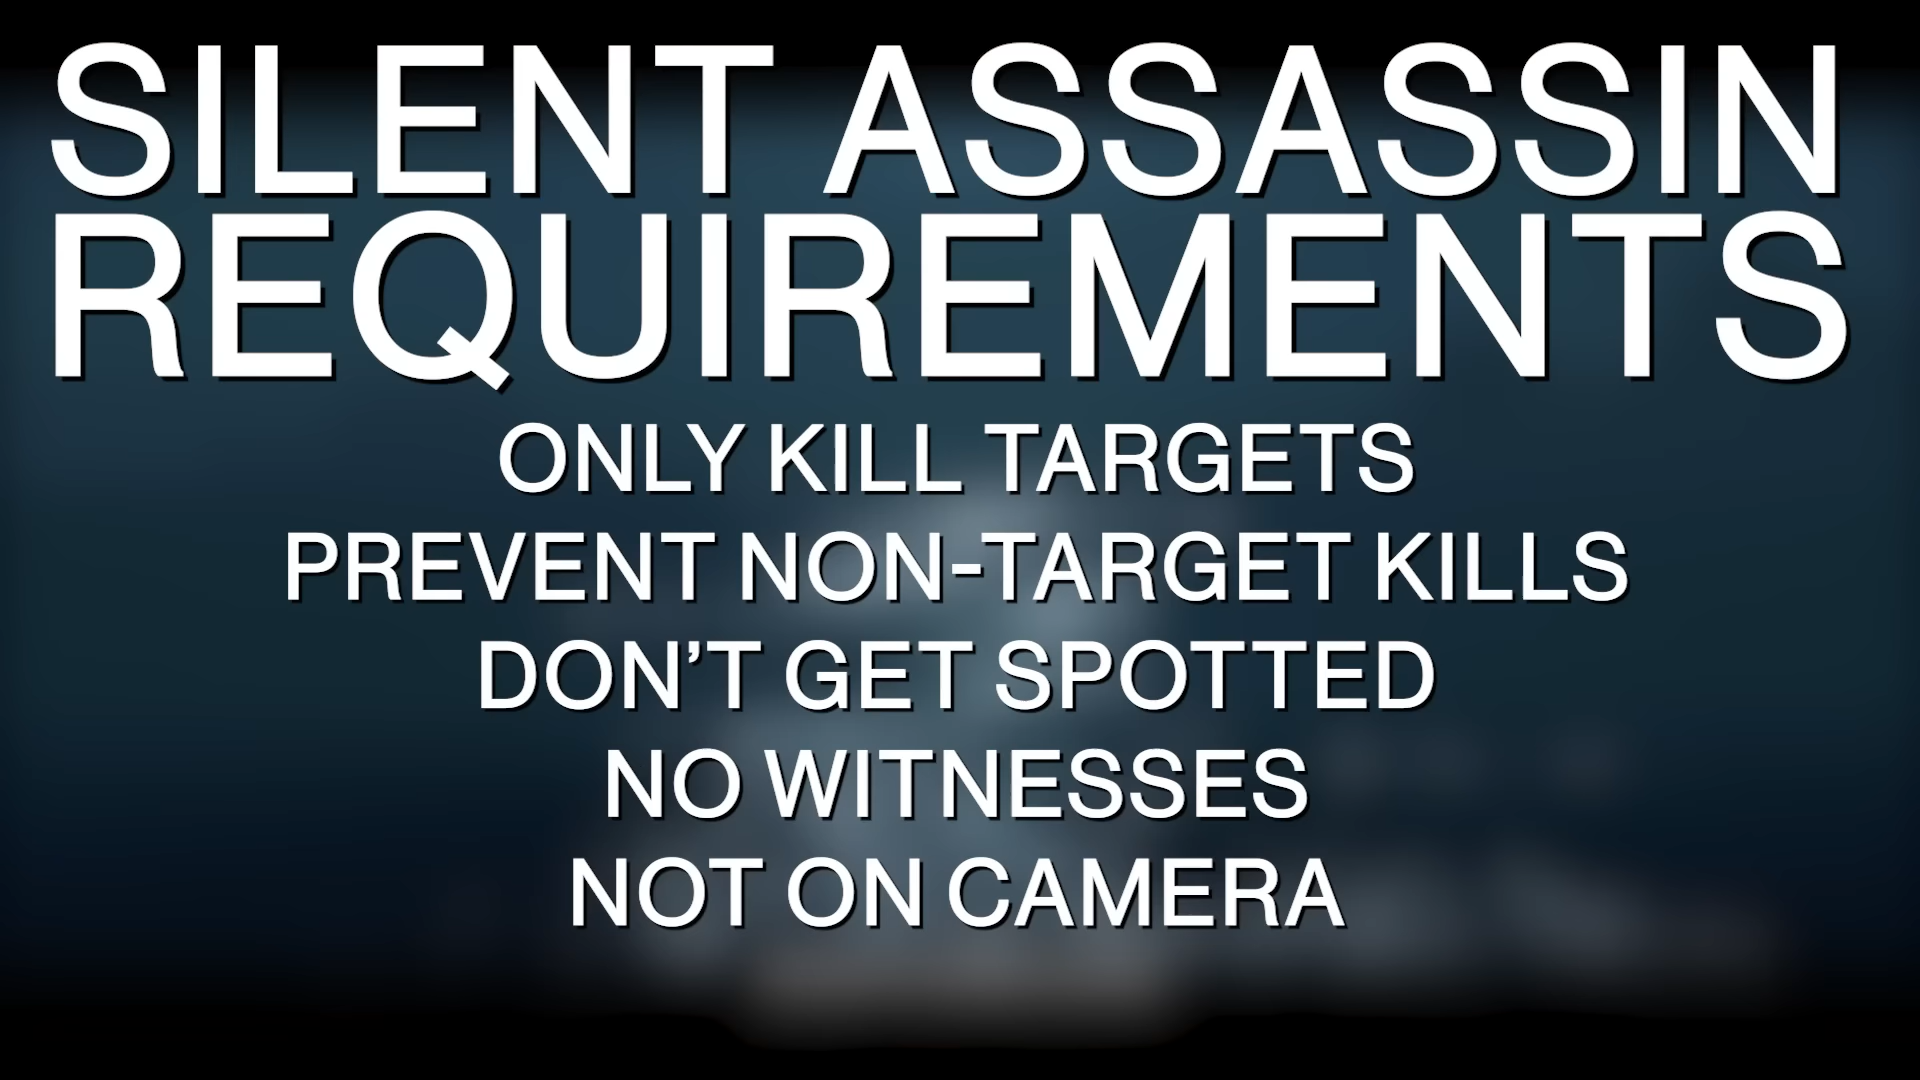 SILENT ASSASSIN
REQUIREMENTS
ONLY KILL TARGETS
PREVENT NON-TARGET KILLS
DON’T GET SPOTTED
NO WITNESSES
NOT ON CAMERA